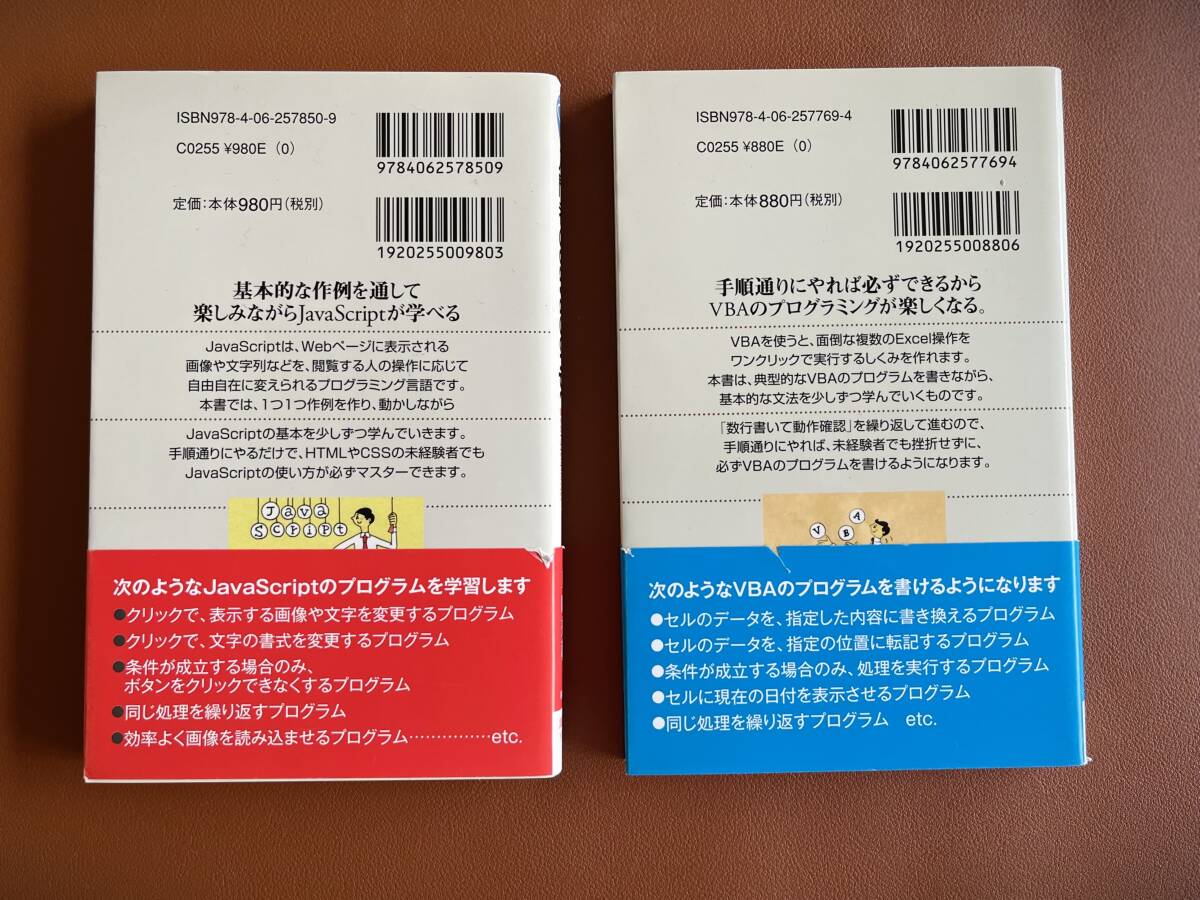 ISBN978-4-06-257850-9
C0255 ¥980E (0)
9784062578509
定価:本体980円(税別)
1920255009803
基本的な作例を通して
楽しみながらJavaScriptが学べる
JavaScriptは、Webページに表示される
画像や文字列などを、閲覧する人の操作に応じて
自由自在に変えられるプログラミング言語です。
本書では、1つ1つ作例を作り、動かしながら
JavaScriptの基本を少しずつ学んでいきます。
手順通りにやるだけで、HTMLやCSSの未経験者でも
JavaScriptの使い方が必ずマスターできます。
Java
Script
次のようなJavaScriptのプログラムを学習します
●クリックで、表示する画像や文字を変更するプログラム
●クリックで、文字の書式を変更するプログラム
●条件が成立する場合のみ、
ボタンをクリックできなくするプログラム
●同じ処理を繰り返すプログラム
●効率よく画像を読み込ませるプログラム……………etc.
ISBN978-4-06-257769-4
C0255 ¥880E (0)
9784062577694
定価:本体880円(税別)
1920255008806
手順通りにやれば必ずできるから
VBAのプログラミングが楽しくなる。
VBAを使うと、面倒な複数のExcel操作を
ワンクリックで実行するしくみを作れます。
本書は、典型的なVBAのプログラムを書きながら、
基本的な文法を少しずつ学んでいくものです。
「数行書いて動作確認」を繰り返して進むので、
手順通りにやれば、未経験者でも挫折せずに、
必ずVBAのプログラムを書けるようになります。
VBA
次のようなVBAのプログラムを書けるようになります
●セルのデータを、指定した内容に書き換えるプログラム
●セルのデータを、指定の位置に転記するプログラム
●条件が成立する場合のみ、処理を実行するプログラム
●セルに現在の日付を表示させるプログラム
●同じ処理を繰り返すプログラム etc.